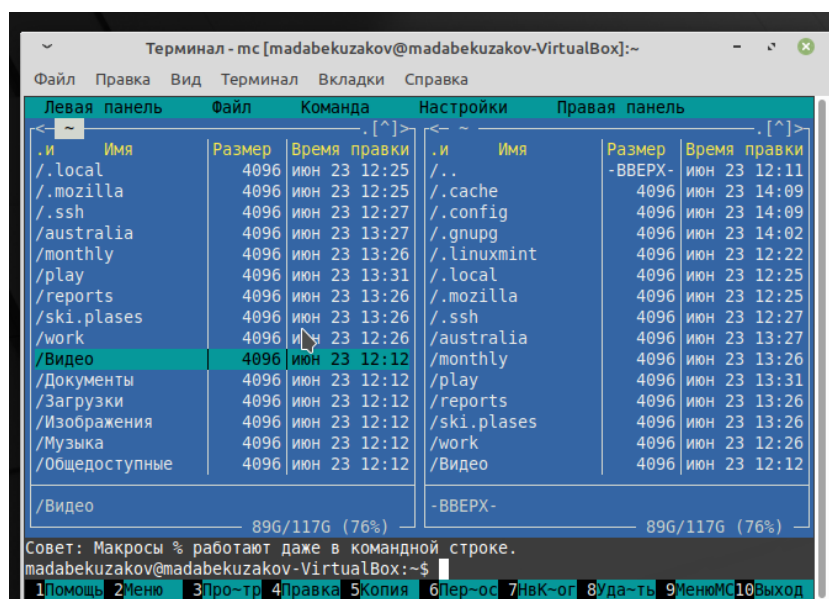 Терминал - mc [madabekuzakov@madabekuzakov-VirtualBox]:~
Файл Правка Вид Терминал Вкладки Справка
Левая панель Файл Команда Настройки Правая панель
<— ~ .[^]> <— ~ .[^]>
.и Имя Размер Время правки .и Имя Размер Время правки
/.local 4096 июн 23 12:25 /.. -ВВЕРХ- июн 23 12:11
/.mozilla 4096 июн 23 12:25 /.cache 4096 июн 23 14:09
/.ssh 4096 июн 23 12:27 /.config 4096 июн 23 14:09
/australia 4096 июн 23 13:27 /.gnupg 4096 июн 23 14:02
/monthly 4096 июн 23 13:26 /.linuxmint 4096 июн 23 12:22
/play 4096 июн 23 13:31 /.local 4096 июн 23 12:25
/reports 4096 июн 23 13:26 /.mozilla 4096 июн 23 12:25
/ski.plases 4096 июн 23 13:26 /.ssh 4096 июн 23 12:27
/work 4096 июн 23 12:26 /australia 4096 июн 23 13:27
/Видео 4096 июн 23 12:12 /monthly 4096 июн 23 13:26
/Документы 4096 июн 23 12:12 /play 4096 июн 23 13:31
/Загрузки 4096 июн 23 12:12 /reports 4096 июн 23 13:26
/Изображения 4096 июн 23 12:12 /ski.plases 4096 июн 23 13:26
/Музыка 4096 июн 23 12:12 /work 4096 июн 23 12:26
/Общедоступные 4096 июн 23 12:12 /Видео 4096 июн 23 12:12
/Видео -ВВЕРХ-
89G/117G (76%) 89G/117G (76%)
Совет: Макросы % работают даже в командной строке.
madabekuzakov@madabekuzakov-VirtualBox:~$
1Помощь 2Меню 3Про~тр 4Правка 5Копия 6Пер~ос 7НвК~ог 8Уда~ть 9МенюMC 10Выход